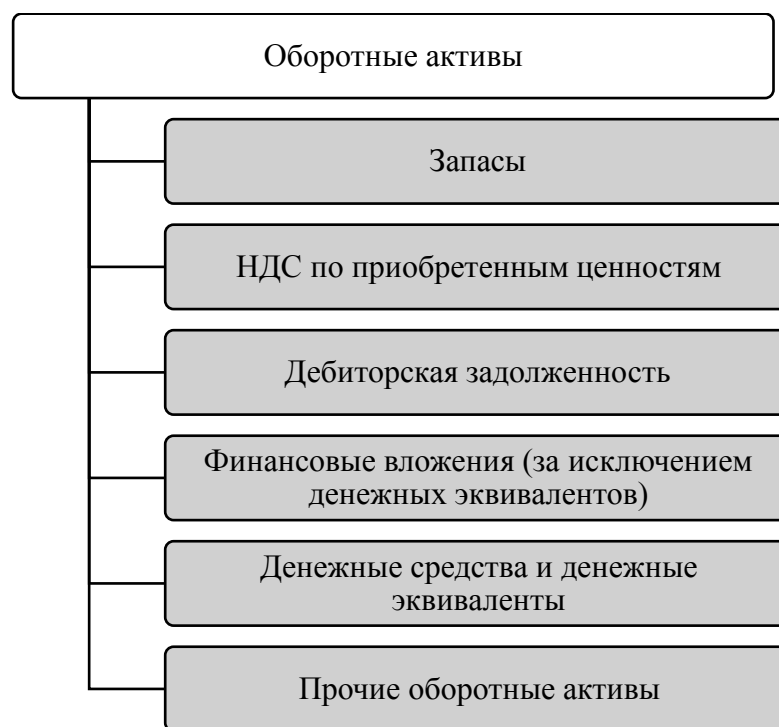 Оборотные активы
Запасы
НДС по приобретенным ценностям
Дебиторская задолженность
Финансовые вложения (за исключением
денежных эквивалентов)
Денежные средства и денежные
эквиваленты
Прочие оборотные активы